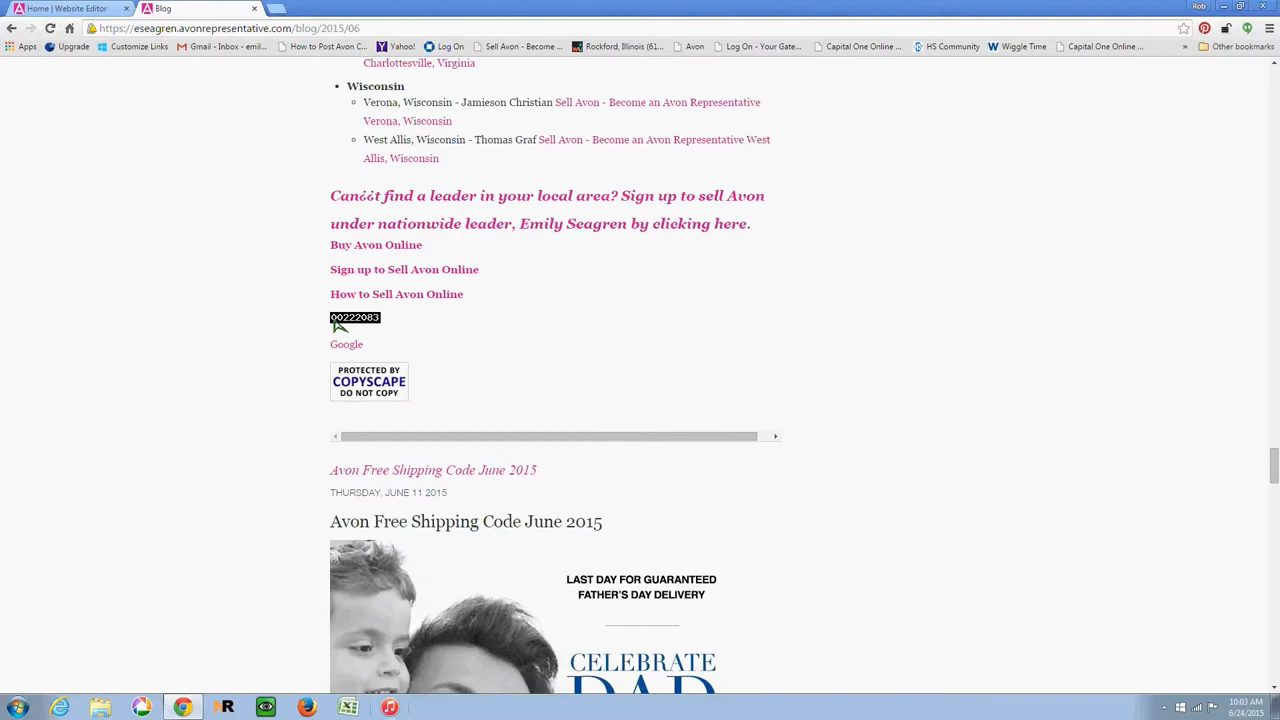 Home | Website Editor
Blog
Rob
https://eseagren.avonrepresentative.com/blog/2015/06
Apps
Upgrade
Customize Links
Gmail - Inbox - emil...
How to Post Avon C...
Yahoo!
Log On
Sell Avon - Become ...
Rockford, Illinois (61...
Avon
Log On - Your Gate...
Capital One Online ...
HS Community
Wiggle Time
Capital One Online ...
»
Other bookmarks
Charlottesville, Virginia
• Wisconsin
Verona, Wisconsin - Jamieson Christian Sell Avon - Become an Avon Representative
Verona, Wisconsin
West Allis, Wisconsin - Thomas Graf Sell Avon - Become an Avon Representative West
Allis, Wisconsin
Can¿¿t find a leader in your local area? Sign up to sell Avon
under nationwide leader, Emily Seagren by clicking here.
Buy Avon Online
Sign up to Sell Avon Online
How to Sell Avon Online
00222083
Google
PROTECTED BY
COPYSCAPE
DO NOT COPY
Avon Free Shipping Code June 2015
THURSDAY, JUNE 11 2015
Avon Free Shipping Code June 2015
LAST DAY FOR GUARANTEED
FATHER'S DAY DELIVERY
CELEBRATE
DAD
10:03 AM
6/24/2015